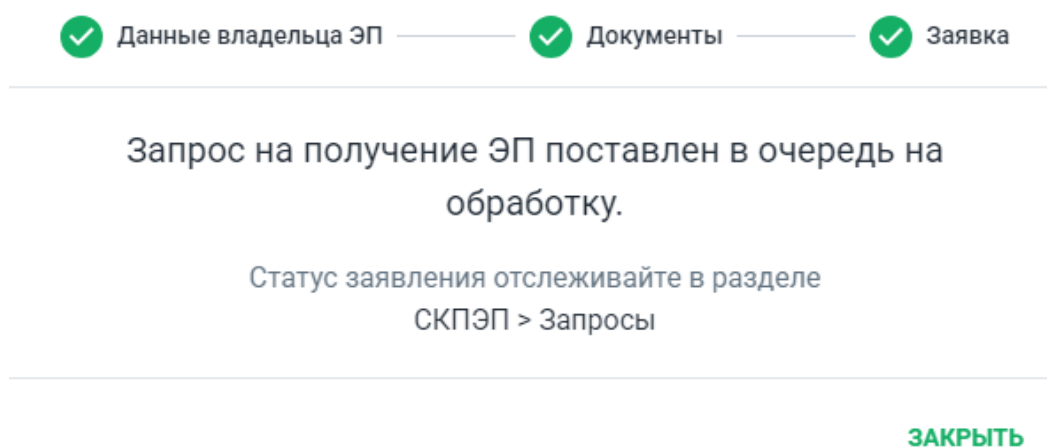 Данные владельца ЭП Документы Заявка
Запрос на получение ЭП поставлен в очередь на
обработку.
Статус заявления отслеживайте в разделе
СКПЭП > Запросы
ЗАКРЫТЬ